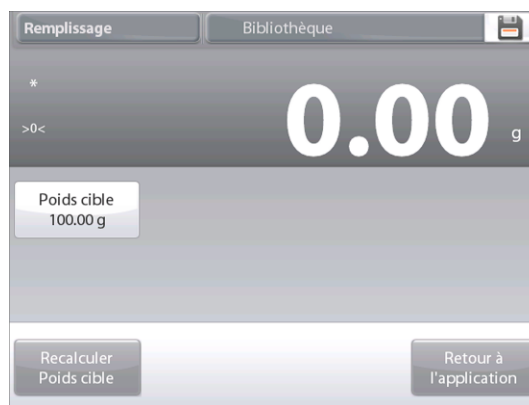 Remplissage
Bibliothèque
*
>0<
0.00 g
Poids cible
100.00 g
Recalculer
Poids cible
Retour à
l'application